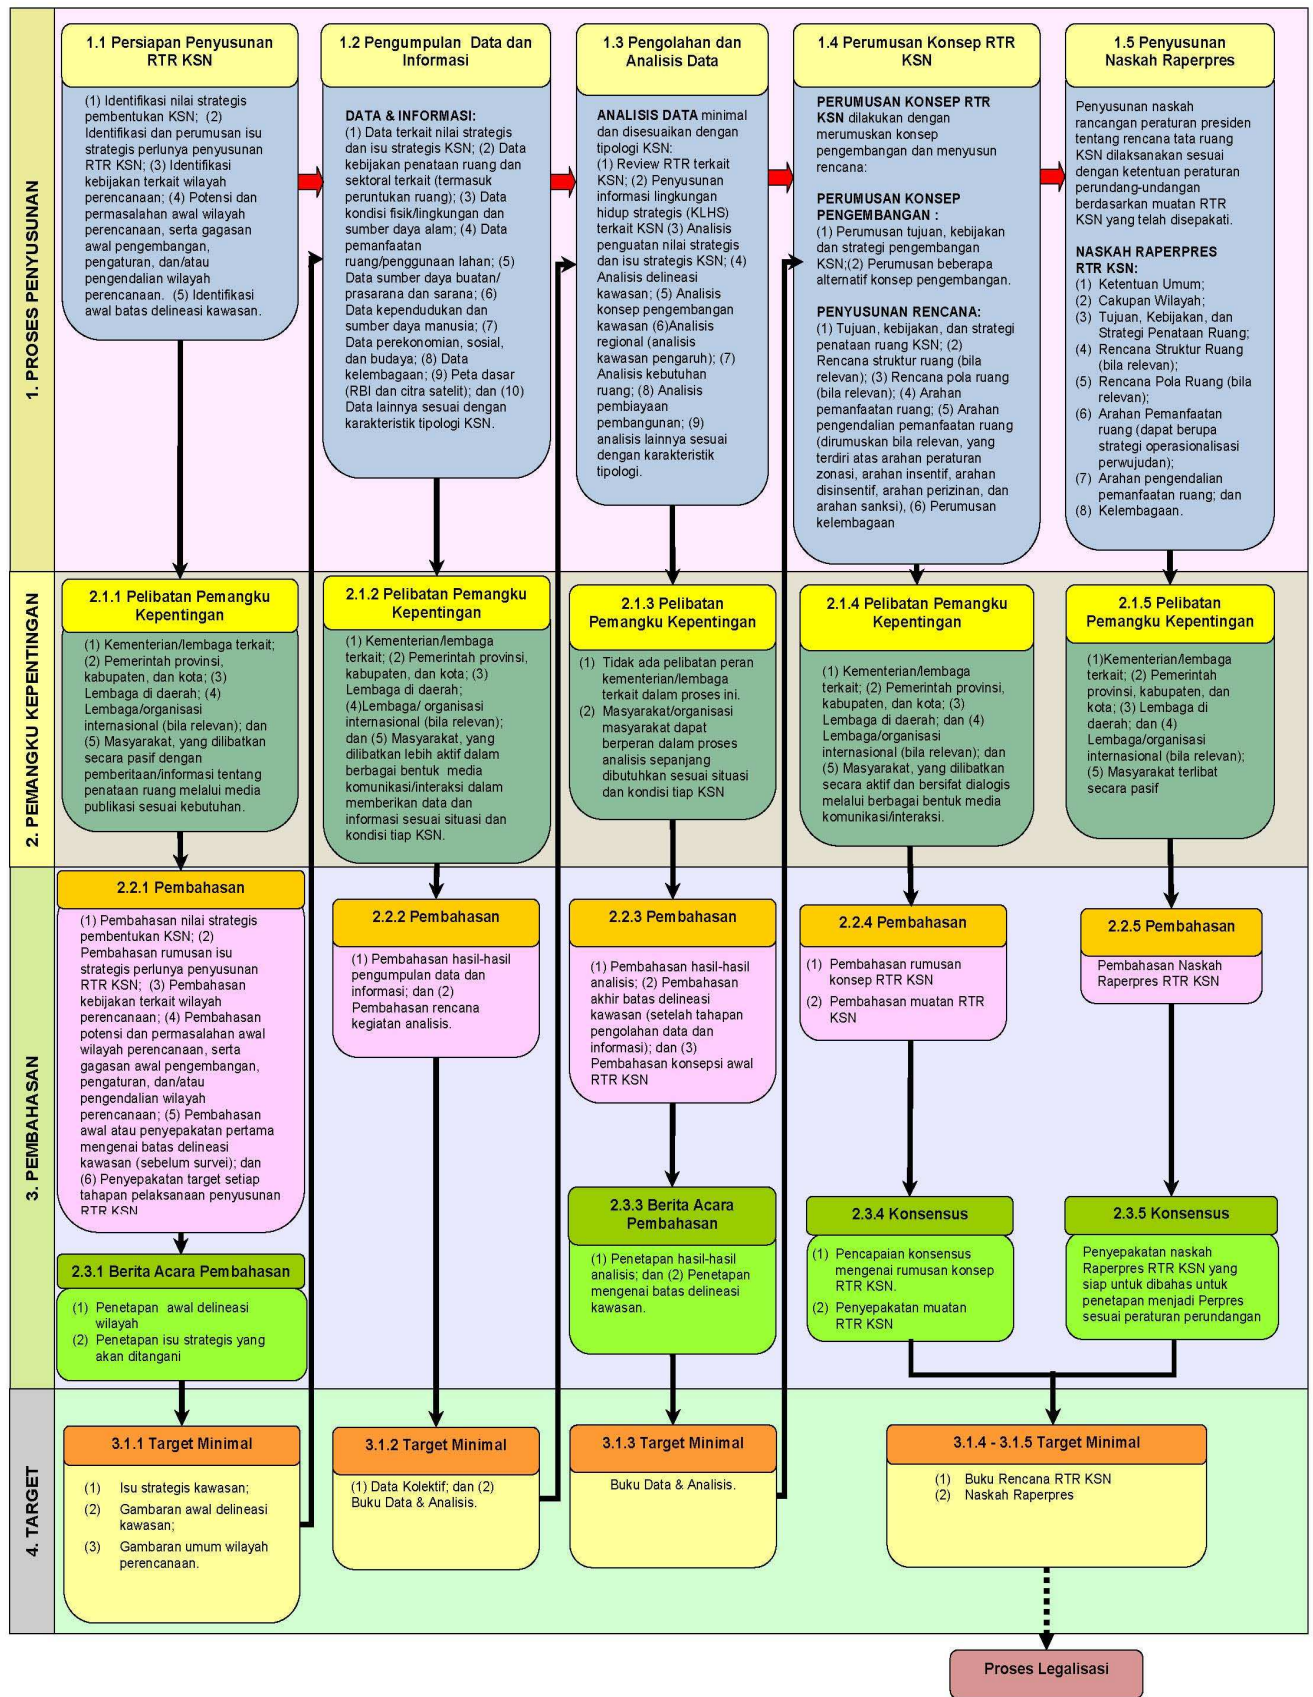 1. PROSES PENYUSUNAN
1.1 Persiapan Penyusunan
RTR KSN
(1) Identifikasi nilai strategis
pembentukan KSN; (2)
Identifikasi dan perumusan isu
strategis perlunya penyusunan
RTR KSN; (3) Identifikasi
kebijakan terkait wilayah
perencanaan; (4) Potensi dan
permasalahan awal wilayah
perencanaan, serta gagasan
awal pengembangan,
pengaturan, dan/atau
pengendalian wilayah
perencanaan. (5) Identifikasi
awal batas delineasi kawasan.
1.2 Pengumpulan Data dan
Informasi
DATA & INFORMASI:
(1) Data terkait nilai strategis
dan isu strategis KSN; (2) Data
kebijakan penataan ruang dan
sektoral terkait (termasuk
peruntukan ruang); (3) Data
kondisi fisik/lingkungan dan
sumber daya alam; (4) Data
pemanfaatan
ruang/penggunaan lahan; (5)
Data sumber daya buatan/
prasarana dan sarana; (6)
Data kependudukan dan
sumber daya manusia; (7)
Data perekonomian, sosial,
dan budaya; (8) Data
kelembagaan; (9) Peta dasar
(RBI dan citra satelit); dan (10)
Data lainnya sesuai dengan
karakteristik tipologi KSN.
1.3 Pengolahan dan
Analisis Data
ANALISIS DATA minimal
dan disesuaikan dengan
tipologi KSN:
(1) Review RTR terkait
KSN; (2) Penyusunan
informasi lingkungan
hidup strategis (KLHS)
terkait KSN (3) Analisis
penguatan nilai strategis
dan isu strategis KSN; (4)
Analisis delineasi
kawasan; (5) Analisis
konsep pengembangan
kawasan (6)Analisis
regional (analisis
kawasan pengaruh); (7)
Analisis kebutuhan
ruang; (8) Analisis
pembiayaan
pembangunan; (9)
analisis lainnya sesuai
dengan karakteristik
tipologi.
1.4 Perumusan Konsep RTR
KSN
PERUMUSAN KONSEP RTR
KSN dilakukan dengan
merumuskan konsep
pengembangan dan menyusun
rencana:
PERUMUSAN KONSEP
PENGEMBANGAN :
(1) Perumusan tujuan, kebijakan
dan strategi pengembangan
KSN;(2) Perumusan beberapa
alternatif konsep pengembangan.
PENYUSUNAN RENCANA:
(1) Tujuan, kebijakan, dan strategi
penataan ruang KSN; (2)
Rencana struktur ruang (bila
relevan); (3) Rencana pola ruang
(bila relevan); (4) Arahan
pemanfaatan ruang; (5) Arahan
pengendalian pemanfaatan ruang
(dirumuskan bila relevan, yang
terdiri atas arahan peraturan
zonasi, arahan insentif, arahan
disinsentif, arahan perizinan, dan
arahan sanksi), (6) Perumusan
kelembagaan
1.5 Penyusunan
Naskah Raperpres
Penyusunan naskah
rancangan peraturan presiden
tentang rencana tata ruang
KSN dilaksanakan sesuai
dengan ketentuan peraturan
perundang-undangan
berdasarkan muatan RTR
KSN yang telah disepakati.
NASKAH RAPERPRES
RTR KSN:
(1) Ketentuan Umum;
(2) Cakupan Wilayah;
(3) Tujuan, Kebijakan, dan
Strategi Penataan Ruang;
(4) Rencana Struktur Ruang
(bila relevan);
(5) Rencana Pola Ruang (bila
relevan);
(6) Arahan Pemanfaatan
ruang (dapat berupa
strategi operasionalisasi
perwujudan);
(7) Arahan pengendalian
pemanfaatan ruang; dan
(8) Kelembagaan.
2. PEMANGKU KEPENTINGAN
2.1.1 Pelibatan Pemangku
Kepentingan
(1) Kementerian/lembaga terkait;
(2) Pemerintah provinsi,
kabupaten, dan kota; (3)
Lembaga di daerah; (4)
Lembaga/organisasi
internasional (bila relevan); dan
(5) Masyarakat, yang dilibatkan
secara pasif dengan
pemberitaan/informasi tentang
penataan ruang melalui media
publikasi sesuai kebutuhan.
2.1.2 Pelibatan Pemangku
Kepentingan
(1) Kementerian/lembaga
terkait; (2) Pemerintah provinsi,
kabupaten, dan kota; (3)
Lembaga di daerah;
(4)Lembaga/ organisasi
internasional (bila relevan);
dan (5) Masyarakat, yang
dilibatkan lebih aktif dalam
berbagai bentuk media
komunikasi/interaksi dalam
memberikan data dan
informasi sesuai situasi dan
kondisi tiap KSN.
2.1.3 Pelibatan
Pemangku Kepentingan
(1) Tidak ada pelibatan peran
kementerian/lembaga
terkait dalam proses ini.
(2) Masyarakat/organisasi
masyarakat dapat
berperan dalam proses
analisis sepanjang
dibutuhkan sesuai situasi
dan kondisi tiap KSN
2.1.4 Pelibatan Pemangku
Kepentingan
(1) Kementerian/lembaga
terkait; (2) Pemerintah provinsi,
kabupaten, dan kota; (3)
Lembaga di daerah; dan (4)
Lembaga/organisasi
internasional (bila relevan); dan
(5) Masyarakat, yang dilibatkan
secara aktif dan bersifat dialogis
melalui berbagai bentuk media
komunikasi/interaksi.
2.1.5 Pelibatan
Pemangku Kepentingan
(1)Kementerian/lembaga
terkait; (2) Pemerintah
provinsi, kabupaten, dan
kota; (3) Lembaga di
daerah; dan (4)
Lembaga/organisasi
internasional (bila relevan);
(5) Masyarakat terlibat
secara pasif
3. PEMBAHASAN
2.2.1 Pembahasan
(1) Pembahasan nilai strategis
pembentukan KSN; (2)
Pembahasan rumusan isu
strategis perlunya penyusunan
RTR KSN; (3) Pembahasan
kebijakan terkait wilayah
perencanaan; (4) Pembahasan
potensi dan permasalahan awal
wilayah perencanaan, serta
gagasan awal pengembangan,
pengaturan, dan/atau
pengendalian wilayah
perencanaan; (5) Pembahasan
awal atau penyepakatan pertama
mengenai batas delineasi
kawasan (sebelum survei); dan
(6) Penyepakatan target setiap
tahapan pelaksanaan penyusunan
RTR KSN
2.2.2 Pembahasan
(1) Pembahasan hasil-hasil
pengumpulan data dan
informasi; dan (2)
Pembahasan rencana
kegiatan analisis.
2.2.3 Pembahasan
(1) Pembahasan hasil-hasil
analisis; (2) Pembahasan
akhir batas delineasi
kawasan (setelah tahapan
pengolahan data dan
informasi); dan (3)
Pembahasan konsepsi awal
RTR KSN
2.2.4 Pembahasan
(1) Pembahasan rumusan
konsep RTR KSN
(2) Pembahasan muatan RTR
KSN
2.2.5 Pembahasan
Pembahasan Naskah
Raperpres RTR KSN
2.3.1 Berita Acara Pembahasan
(1) Penetapan awal delineasi
wilayah
(2) Penetapan isu strategis yang
akan ditangani
2.3.3 Berita Acara
Pembahasan
(1) Penetapan hasil-hasil
analisis; dan (2) Penetapan
mengenai batas delineasi
kawasan.
2.3.4 Konsensus
(1) Pencapaian konsensus
mengenai rumusan konsep
RTR KSN.
(2) Penyepakatan muatan
RTR KSN
2.3.5 Konsensus
Penyepakatan naskah
Raperpres RTR KSN yang
siap untuk dibahas untuk
penetapan menjadi Perpres
sesuai peraturan perundangan
4. TARGET
3.1.1 Target Minimal
(1) Isu strategis kawasan;
(2) Gambaran awal delineasi
kawasan;
(3) Gambaran umum wilayah
perencanaan.
3.1.2 Target Minimal
(1) Data Kolektif; dan (2)
Buku Data & Analisis.
3.1.3 Target Minimal
Buku Data & Analisis.
3.1.4 - 3.1.5 Target Minimal
(1) Buku Rencana RTR KSN
(2) Naskah Raperpres
Proses Legalisasi